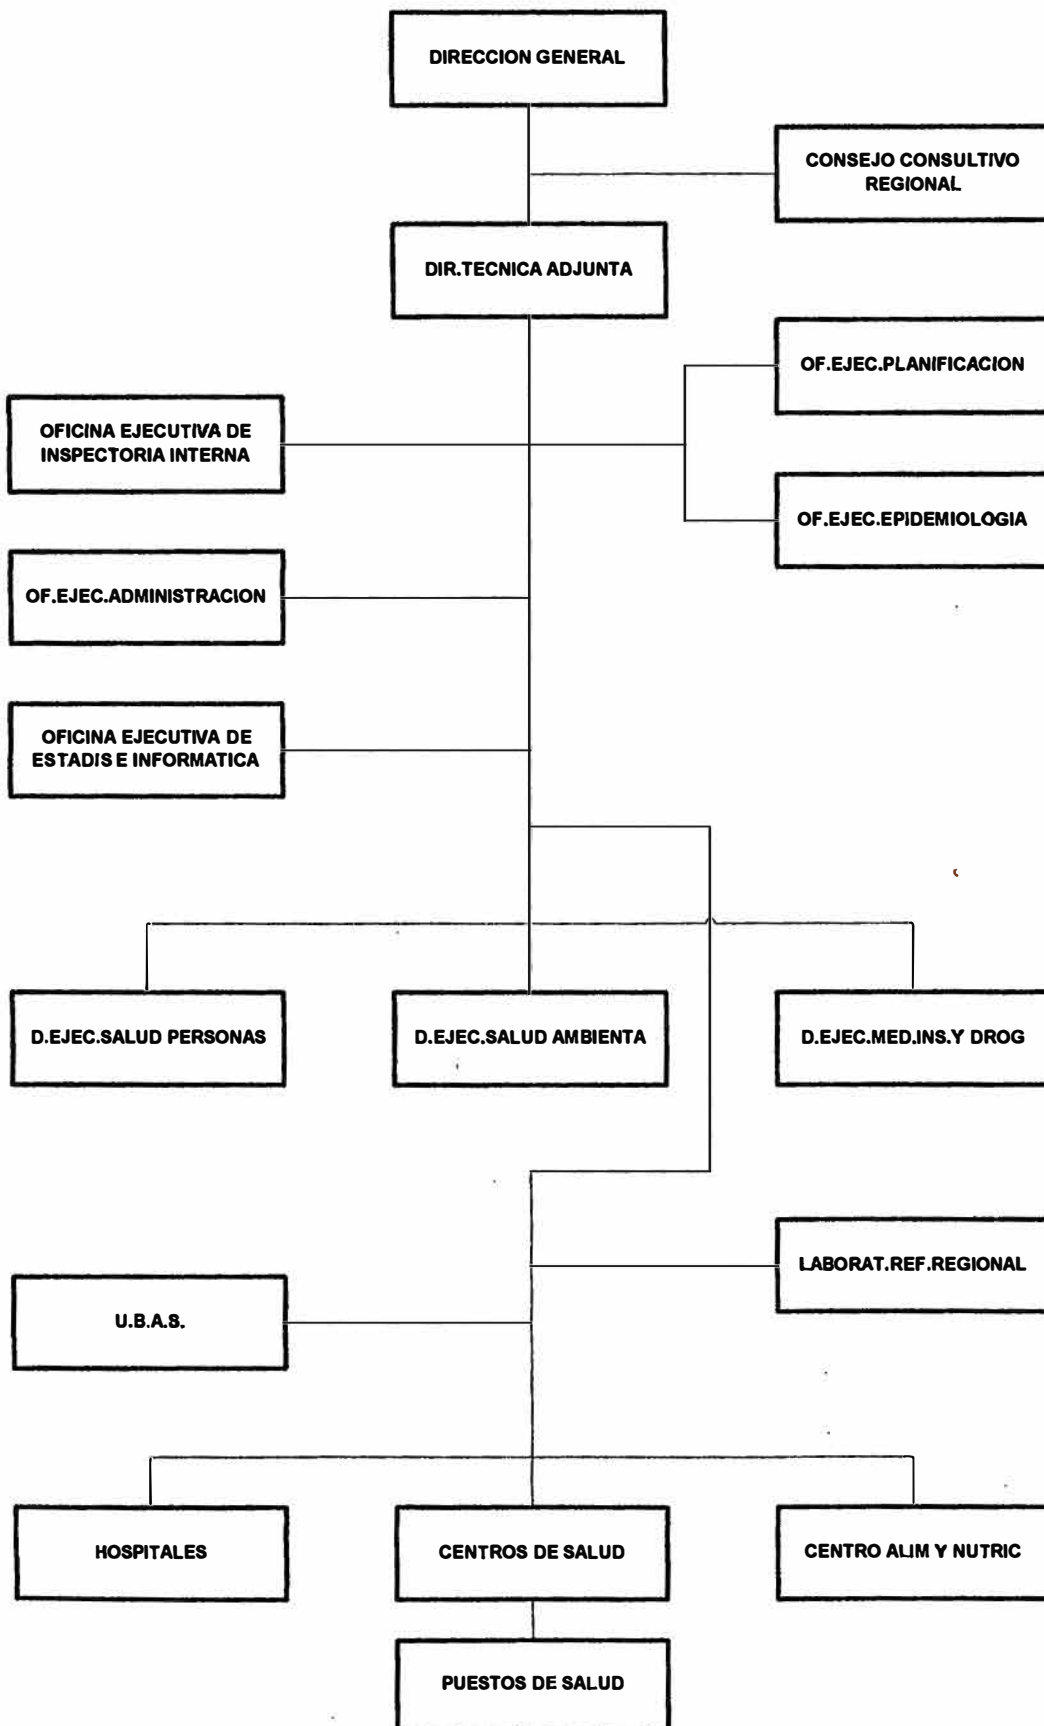 DIRECCION GENERAL
CONSEJO CONSULTIVO
REGIONAL
DIR.TECNICA ADJUNTA
OF.EJEC.PLANIFICACION
OFICINA EJECUTIVA DE
INSPECTORIA INTERNA
OF.EJEC.EPIDEMIOLOGIA
OF.EJEC.ADMINISTRACION
OFICINA EJECUTIVA DE
ESTADIS E INFORMATICA
D.EJEC.SALUD PERSONAS
D.EJEC.SALUD AMBIENTA
D.EJEC.MED.INS.Y DROG
LABORAT.REF.REGIONAL
U.B.A.S.
HOSPITALES
CENTROS DE SALUD
CENTRO ALIM Y NUTRIC
PUESTOS DE SALUD